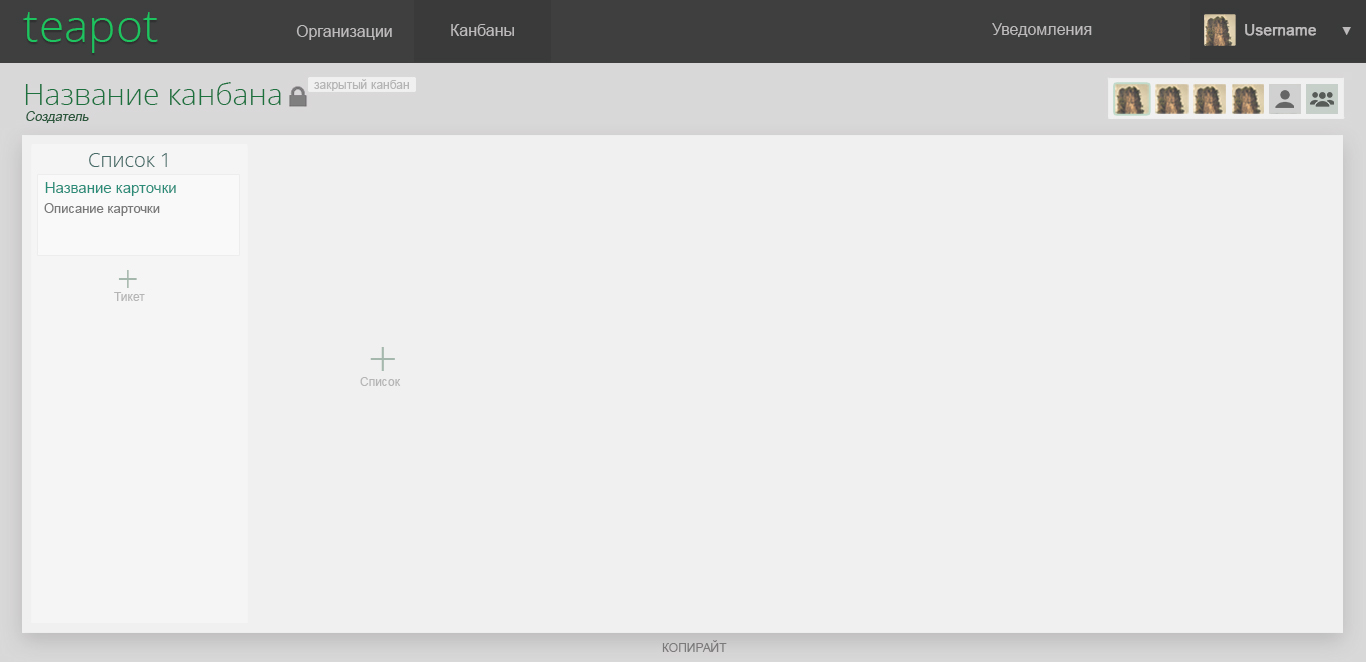 teapot
Организации
Канбаны
Уведомления
Username
Название канбана
закрытый канбан
Создатель
Список 1
Название карточки
Описание карточки
Тикет
Список
КОПИРАЙТ